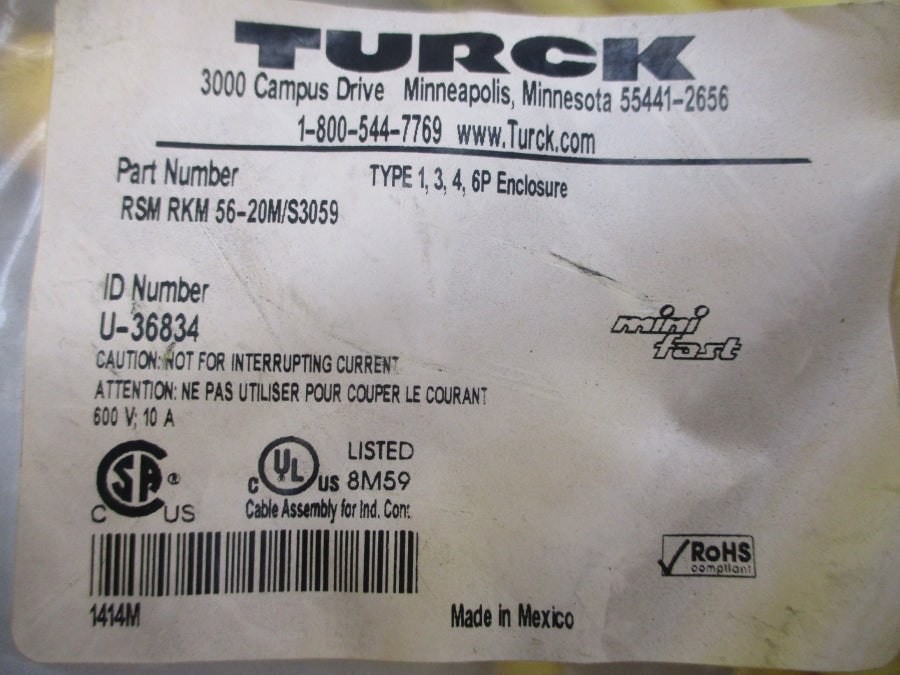 TURCK
3000 Campus Drive Minneapolis, Minnesota 55441-2656
1-800-544-7769 www.Turck.com
Part Number TYPE 1, 3, 4, 6P Enclosure
RSM RKM 56-20M/S3059
ID Number
U-36834
mini
fast
CAUTION: NOT FOR INTERRUPTING CURRENT
ATTENTION: NE PAS UTILISER POUR COUPER LE COURANT
600 V; 10 A
CSA ® C US
C UL US LISTED 8M59
Cable Assembly for Ind. Cont.
RoHS
compliant
1414M Made in Mexico